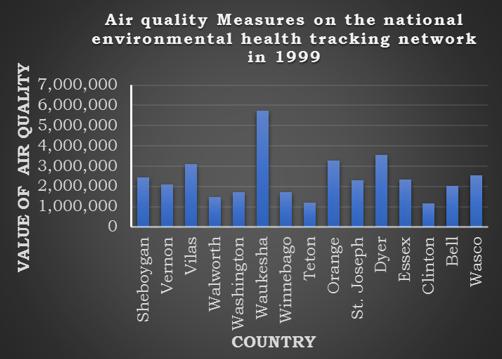 Air quality Measures on the national
environmental health tracking network
in 1999
VALUE OF AIR QUALITY
7,000,000
6,000,000
5,000,000
4,000,000
3,000,000
2,000,000
1,000,000
0
Sheboygan
Vernon
Vilas
Walworth
Washington
Waukesha
Winnebago
Teton
Orange
St. Joseph
Dyer
Essex
Clinton
Bell
Wasco
COUNTRY